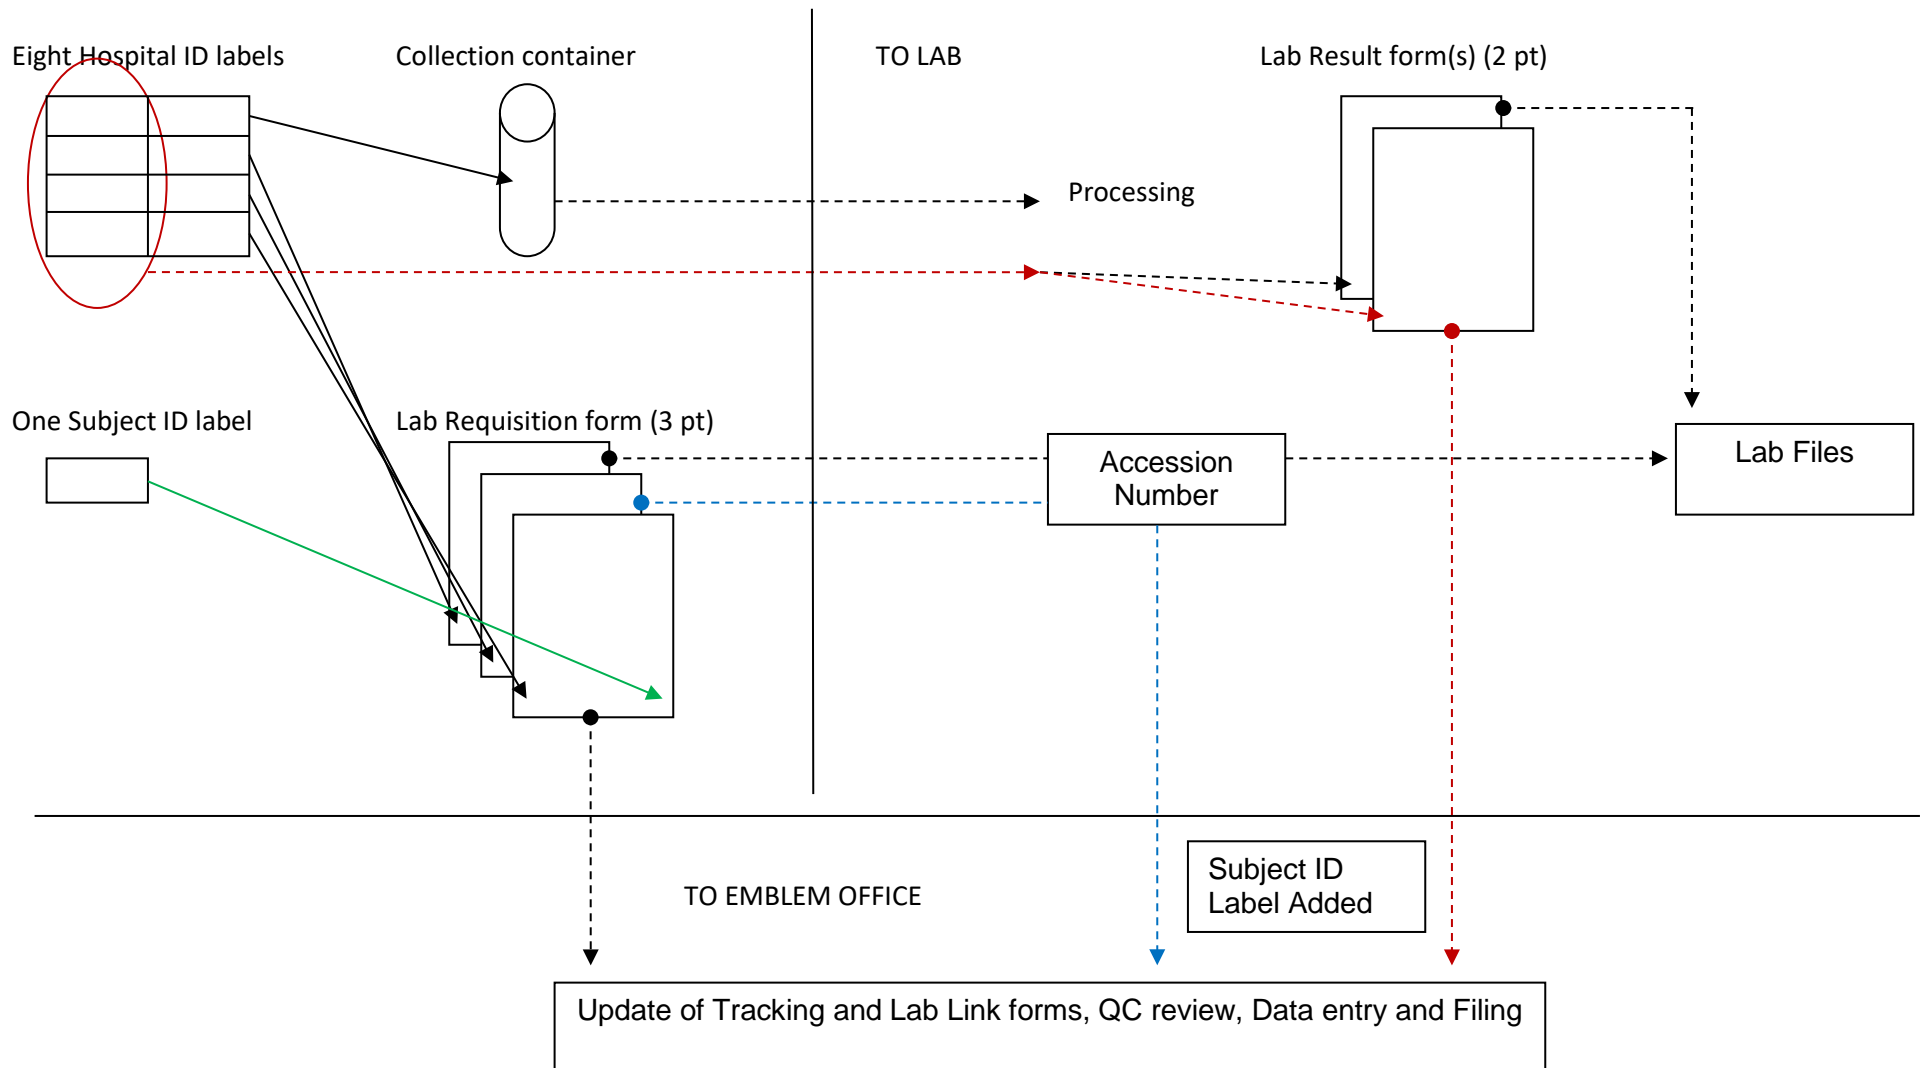 Eight Hospital ID labels
Collection container
TO LAB
Lab Result form(s) (2 pt)
Processing
One Subject ID label
Lab Requisition form (3 pt)
Accession
Number
Lab Files
TO EMBLEM OFFICE
Subject ID
Label Added
Update of Tracking and Lab Link forms, QC review, Data entry and Filing